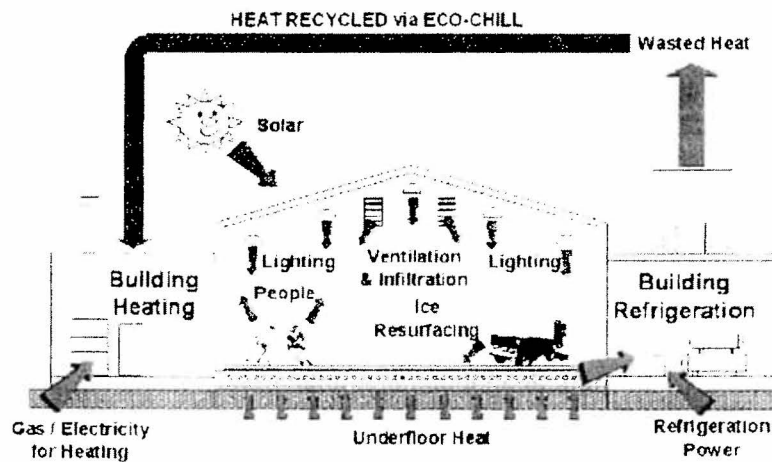 HEAT RECYCLED via ECO-CHILL
Wasted Heat
Solar
Lighting
Ventilation
& Infiltration
Lighting
People
Ice
Resurfacing
Building
Heating
Building
Refrigeration
Gas / Electricity
for Heating
Underfloor Heat
Refrigeration
Power